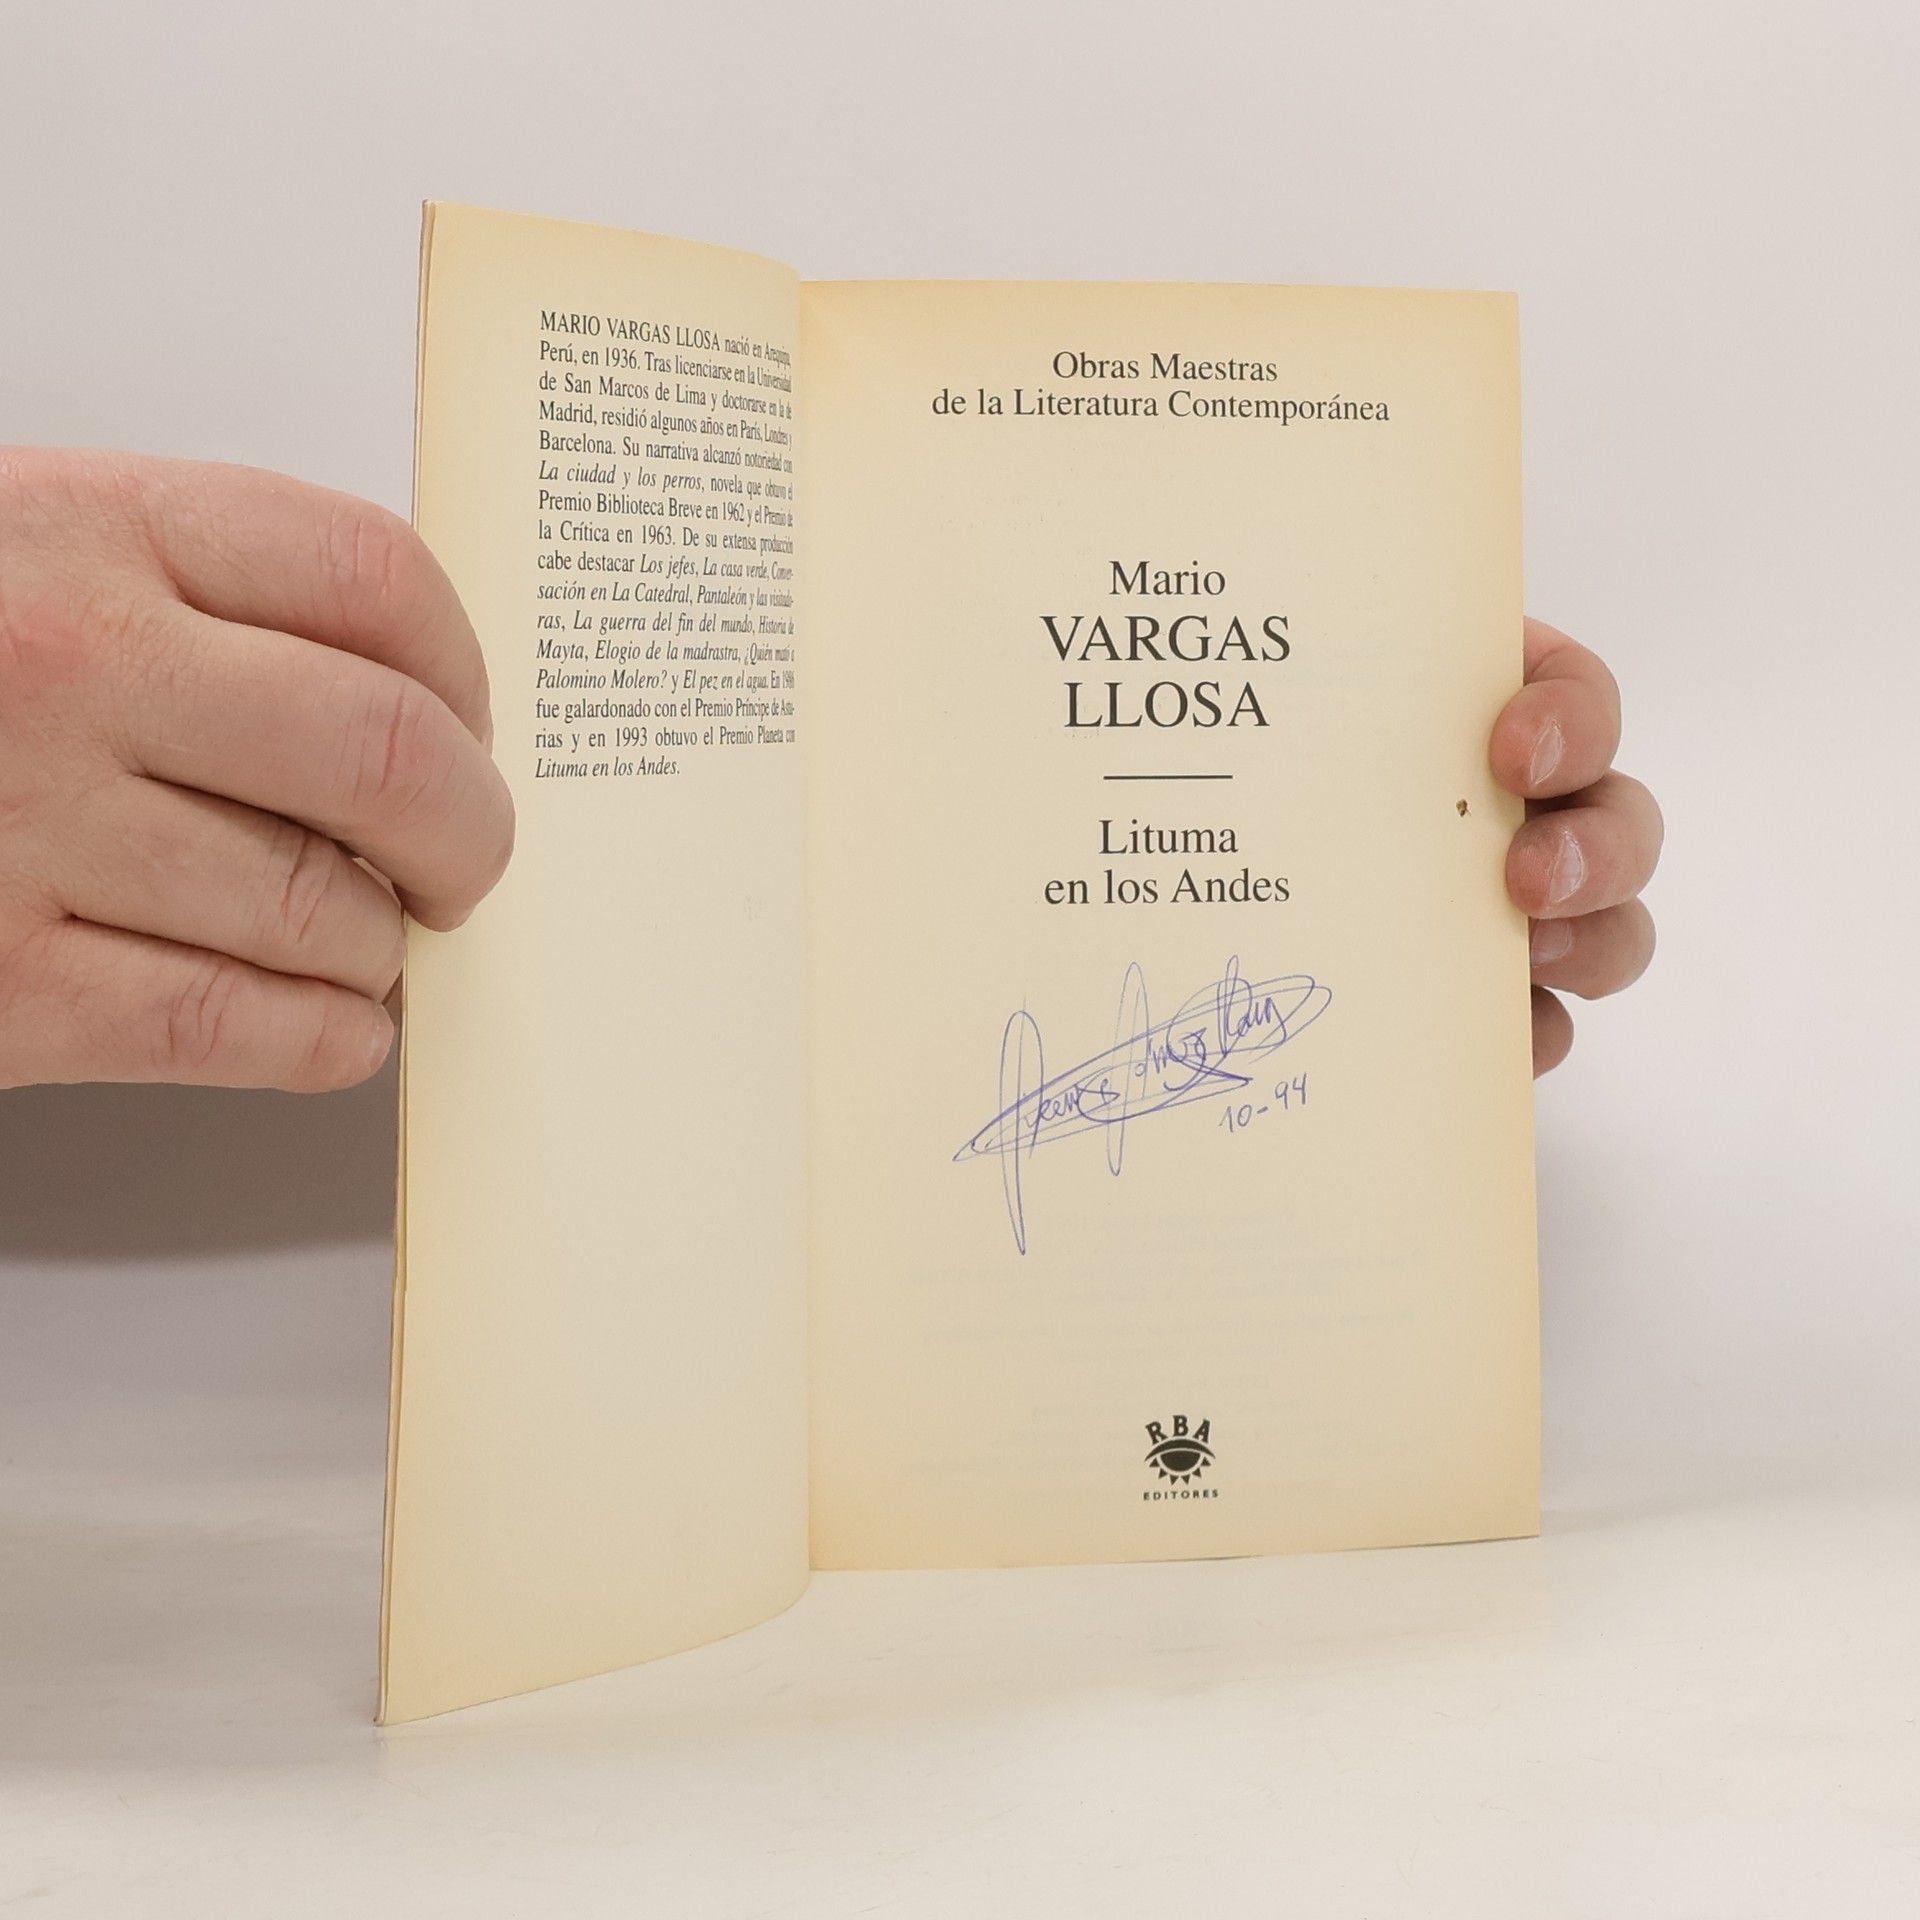 MARIO VARGAS LLOSA nació en Arequipa,
Perú, en 1936. Tras licenciarse en la Universidad
de San Marcos de Lima y doctorarse en la de
Madrid, residió algunos años en París, Londres y
Barcelona. Su narrativa alcanzó notoriedad con
La ciudad y los perros, novela que obtuvo el
Premio Biblioteca Breve en 1962 y el Premio de
la Crítica en 1963. De su extensa producción
cabe destacar Los jefes, La casa verde, Conver-
sación en La Catedral, Pantaleón y las visitado-
ras, La guerra del fin del mundo, Historia de
Mayta, Elogio de la madrastra, ¿Quién mató a
Palomino Molero? y El pez en el agua. En 1986
fue galardonado con el Premio Príncipe de Astu-
rias y en 1993 obtuvo el Premio Planeta con
Lituma en los Andes.
Obras Maestras
de la Literatura Contemporánea
Mario
VARGAS
LLOSA
Lituma
en los Andes
10-94
RBA
EDITORES